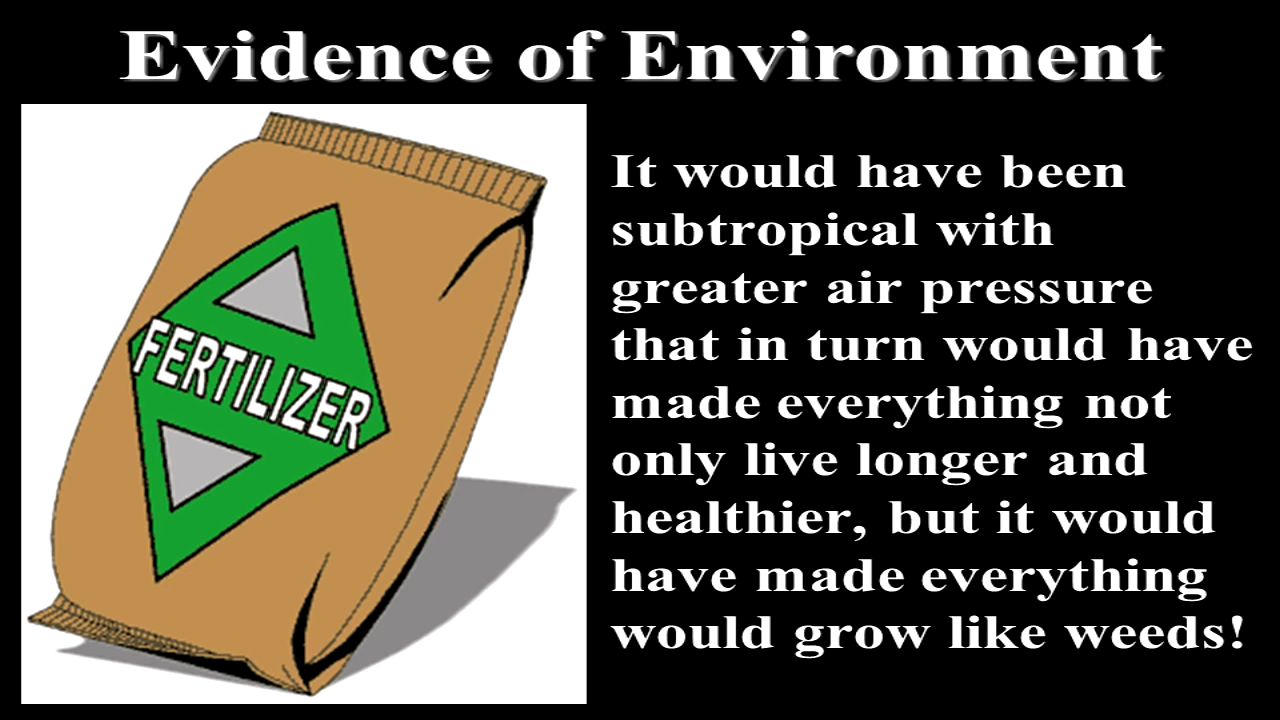 Evidence of Environment
FERTILIZER
It would have been
subtropical with
greater air pressure
that in turn would have
made everything not
only live longer and
healthier, but it would
have made everything
would grow like weeds!